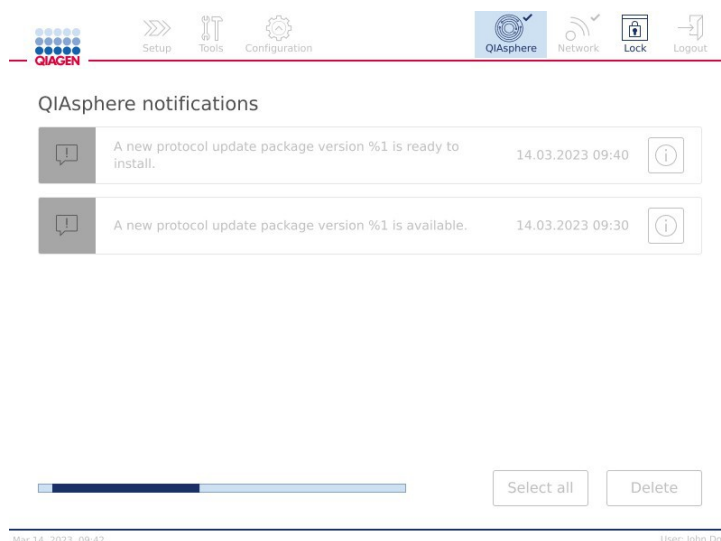 QIAGEN
Setup
Tools
Configuration
QIAsphere
Network
Lock
Logout
QIAsphere notifications
A new protocol update package version %1 is ready to
install.
14.03.2023 09:40
A new protocol update package version %1 is available.
14.03.2023 09:30
Select all
Delete
Mar 14, 2023, 09:42
User: John Do